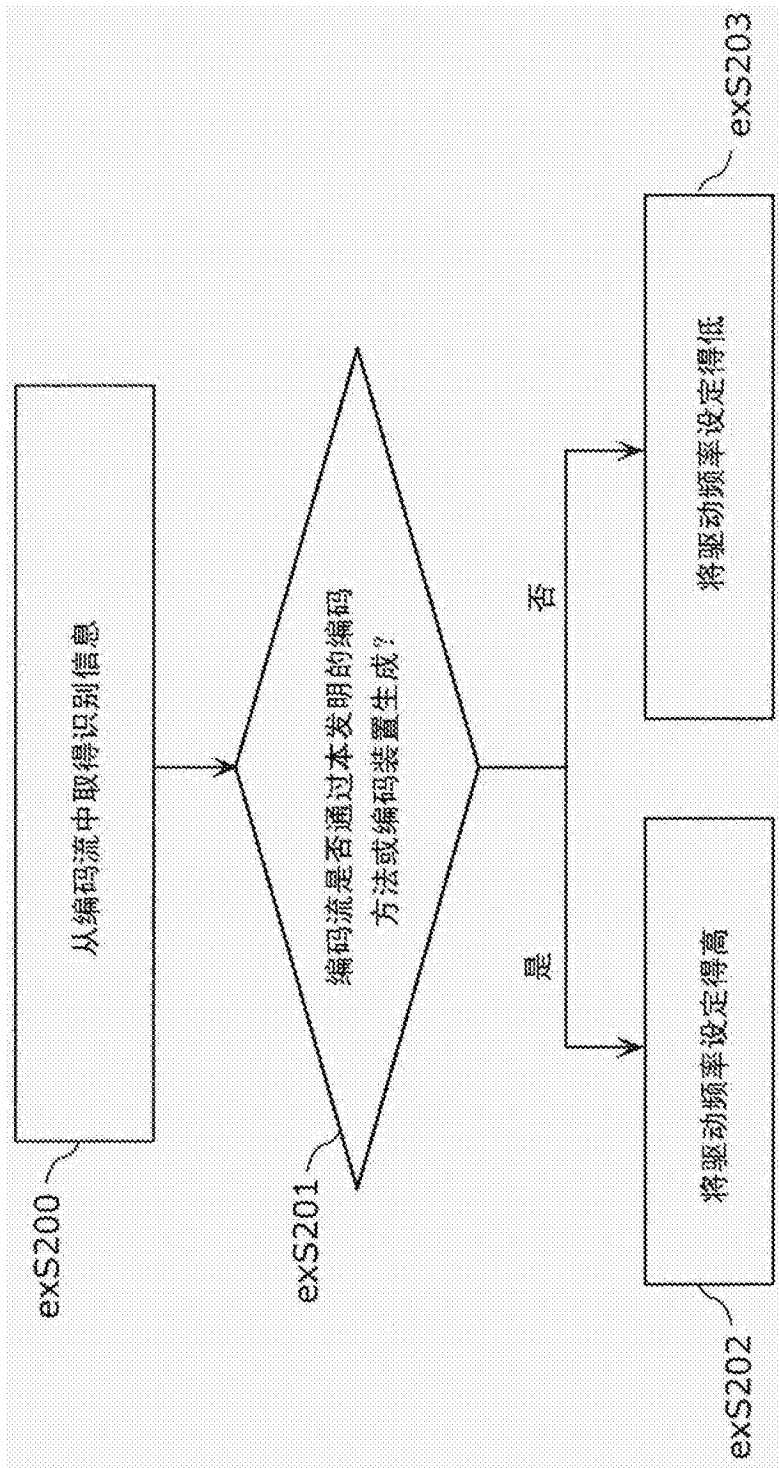 exS200
从编码流中取得识别信息
exS201
编码流是否通过本发明的编码
方法或编码装置生成？
是
否
exS202
将驱动频率设定得高
将驱动频率设定得低
exS203